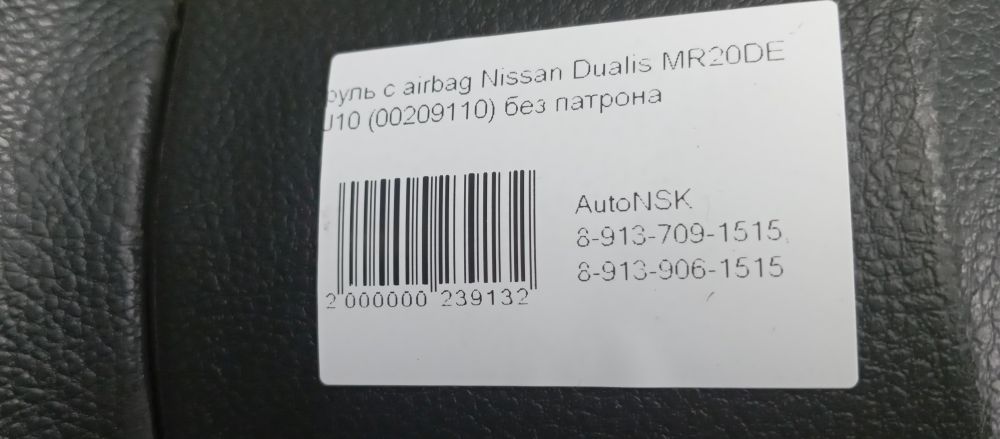 руль с airbag Nissan Dualis MR20DE
J10 (00209110) без патрона
AutoNSK
8-913-709-1515,
8-913-906-1515
2 000000 239132